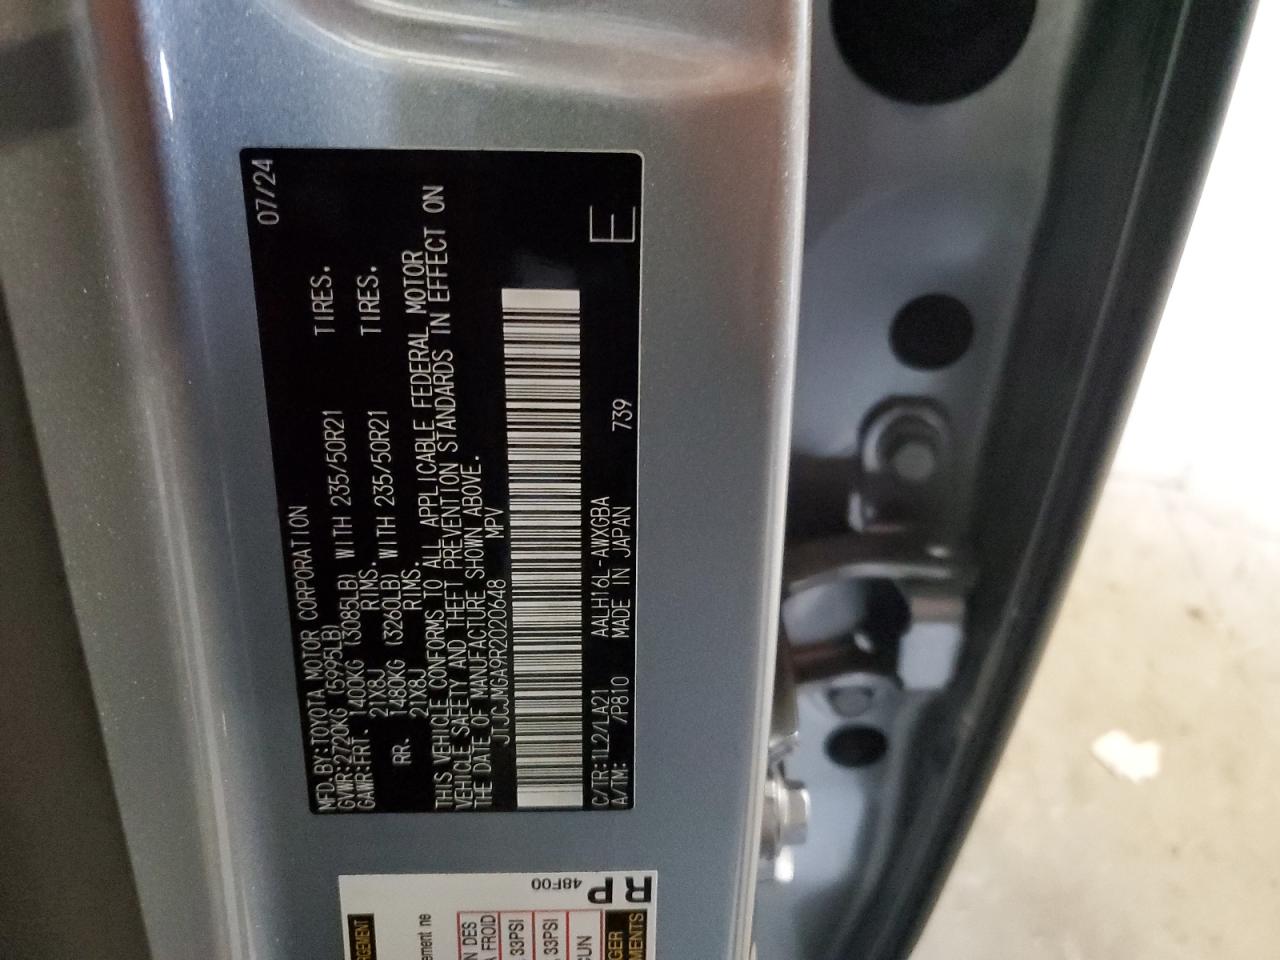 MFD.BY:TOYOTA MOTOR CORPORATION 07/24
GVWR:2720KG (5995LB)
GAWR:FRT. 1400KG (3085LB) WITH 235/50R21 TIRES.
21X8J RIMS.
RR. 1480KG (3260LB) WITH 235/50R21 TIRES.
21X8J RIMS.
THIS VEHICLE CONFORMS TO ALL APPLICABLE FEDERAL MOTOR
VEHICLE SAFETY AND THEFT PREVENTION STANDARDS IN EFFECT ON
THE DATE OF MANUFACTURE SHOWN ABOVE.
JTJCJMGA9R2020648 MPV
C/TR:1L2/LA21 AALH16L-AWXGBA
A/TM: /P810 MADE IN JAPAN 739
E
48F00
R
P
33PSI
33PSI